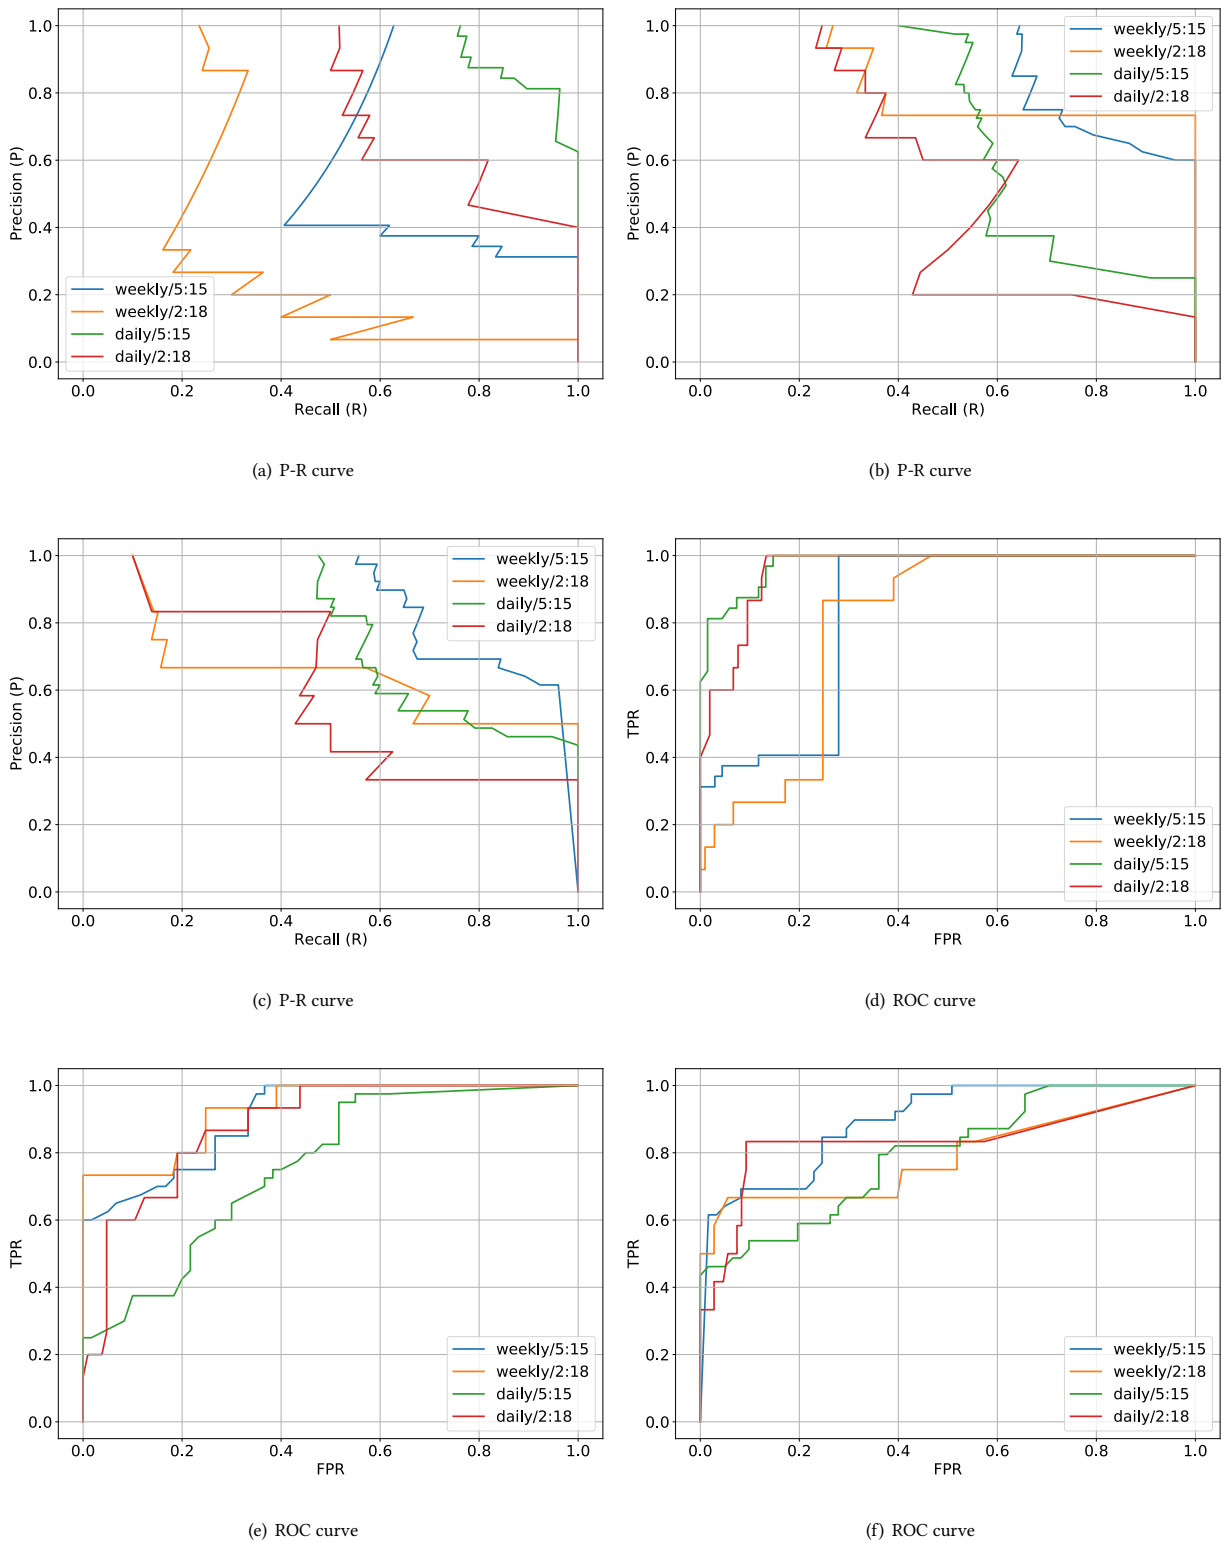 1.0
0.8
0.6
0.4
0.2
0.0
Precision (P)
weekly/5:15
weekly/2:18
daily/5:15
daily/2:18
0.0 0.2 0.4 0.6 0.8 1.0
Recall (R)
(a) P-R curve
1.0
0.8
0.6
0.4
0.2
0.0
Precision (P)
weekly/5:15
weekly/2:18
daily/5:15
daily/2:18
0.0 0.2 0.4 0.6 0.8 1.0
Recall (R)
(b) P-R curve
1.0
0.8
0.6
0.4
0.2
0.0
Precision (P)
weekly/5:15
weekly/2:18
daily/5:15
daily/2:18
0.0 0.2 0.4 0.6 0.8 1.0
Recall (R)
(c) P-R curve
1.0
0.8
0.6
0.4
0.2
0.0
TPR
weekly/5:15
weekly/2:18
daily/5:15
daily/2:18
0.0 0.2 0.4 0.6 0.8 1.0
FPR
(d) ROC curve
1.0
0.8
0.6
0.4
0.2
0.0
TPR
weekly/5:15
weekly/2:18
daily/5:15
daily/2:18
0.0 0.2 0.4 0.6 0.8 1.0
FPR
(e) ROC curve
1.0
0.8
0.6
0.4
0.2
0.0
TPR
weekly/5:15
weekly/2:18
daily/5:15
daily/2:18
0.0 0.2 0.4 0.6 0.8 1.0
FPR
(f) ROC curve